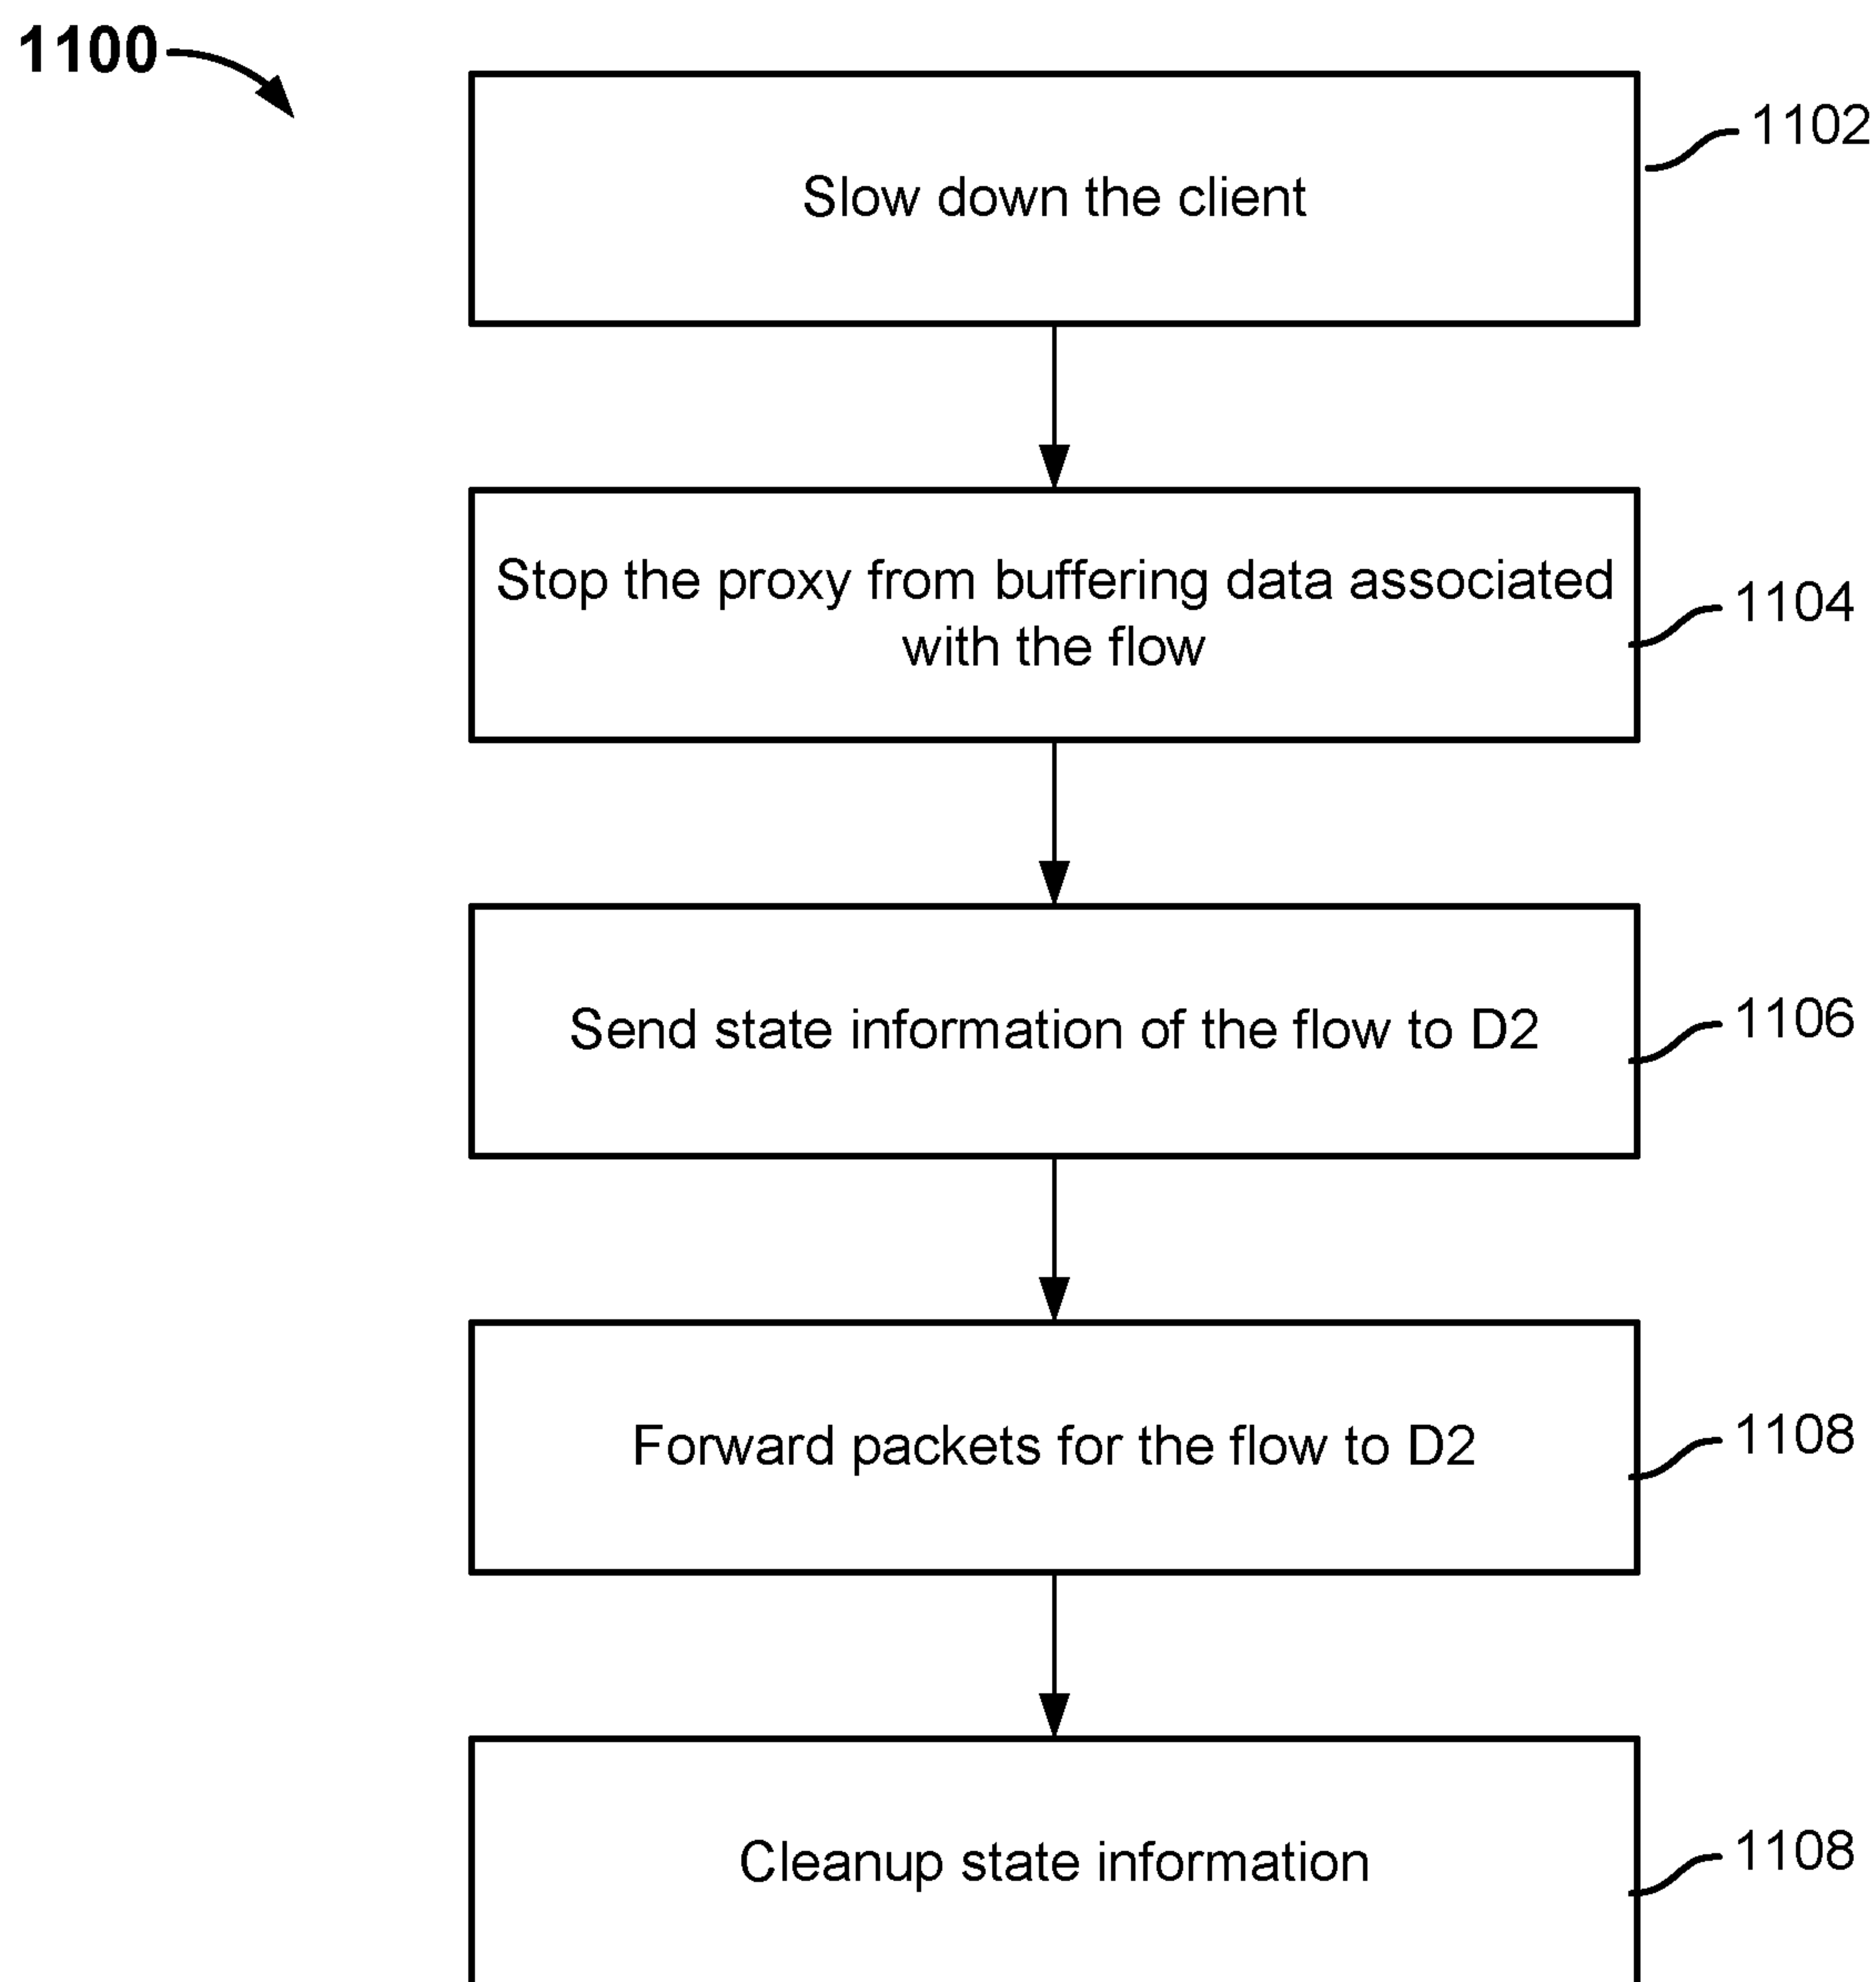 1100
Slow down the client
1102
Stop the proxy from buffering data associated
with the flow
1104
Send state information of the flow to D2
1106
Forward packets for the flow to D2
1108
Cleanup state information
1108